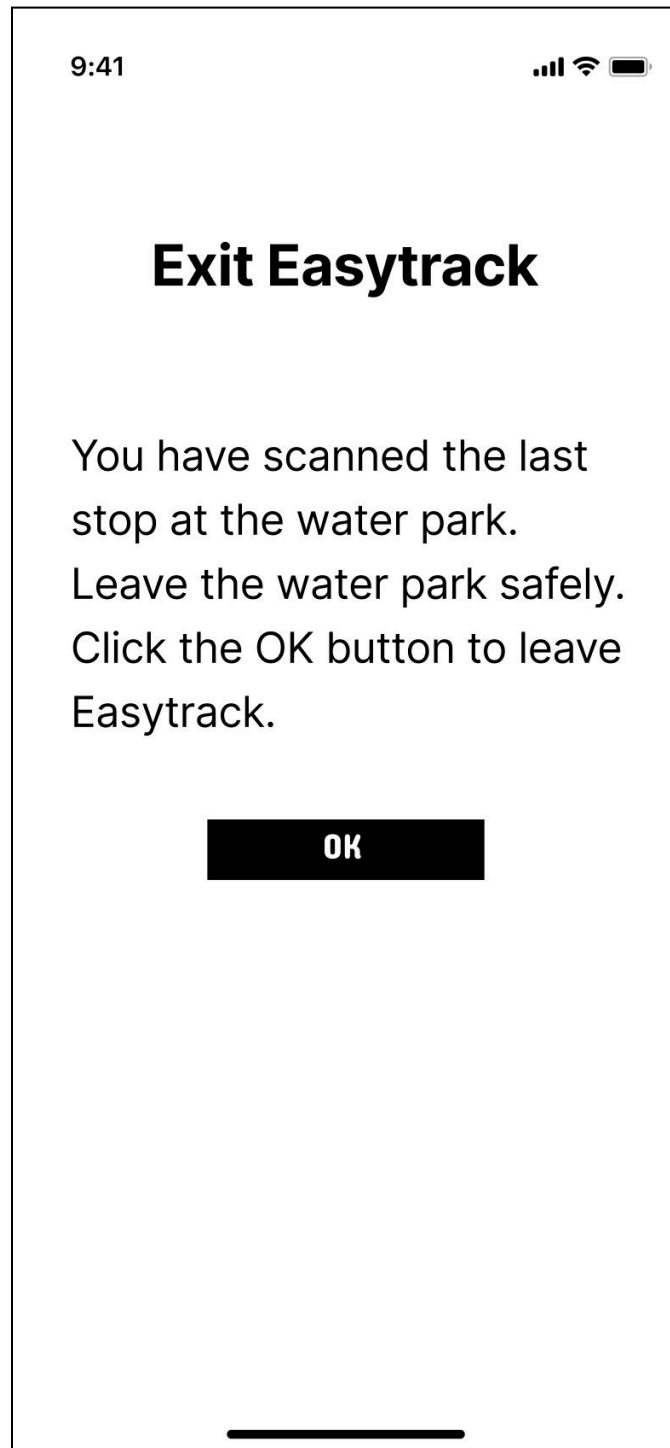 9:41
Exit Easytrack
You have scanned the last
stop at the water park.
Leave the water park safely.
Click the OK button to leave
Easytrack.
OK